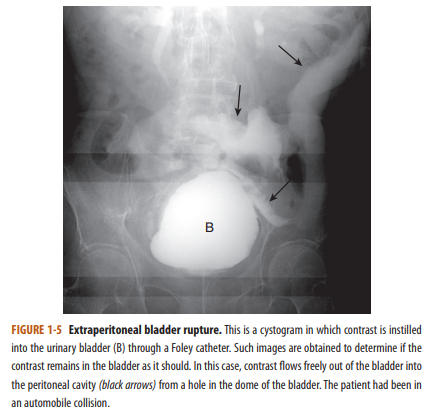 B
FIGURE 1-5 Extraperitoneal bladder rupture. This is a cystogram in which contrast is instilled
into the urinary bladder (B) through a Foley catheter. Such images are obtained to determine if the
contrast remains in the bladder as it should. In this case, contrast flows freely out of the bladder into
the peritoneal cavity (black arrows) from a hole in the dome of the bladder. The patient had been in
an automobile collision.